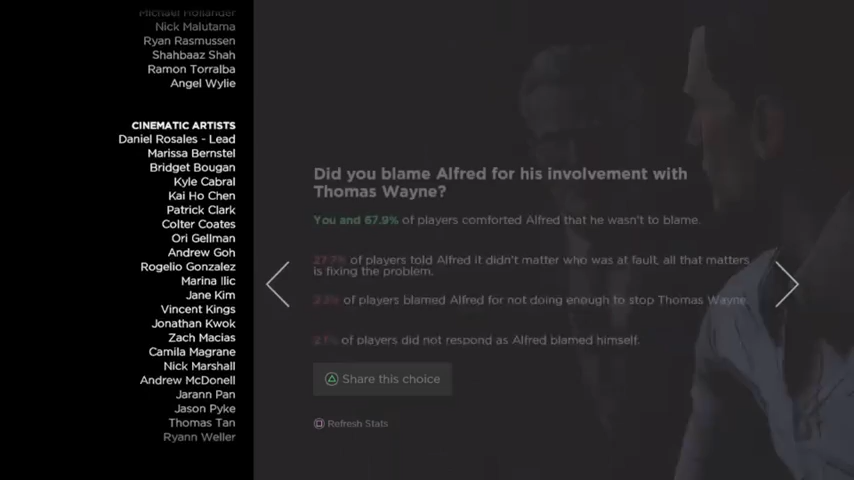 Michael Hollander
Nick Malutama
Ryan Rasmussen
Shahbaaz Shah
Ramon Torralba
Angel Wylie
CINEMATIC ARTISTS
Daniel Rosales - Lead
Marissa Bernstel
Bridget Bougan
Kyle Cabral
Kai Ho Chen
Patrick Clark
Colter Coates
Ori Gellman
Andrew Goh
Rogelio Gonzalez
Marina Ilic
Jane Kim
Vincent Kings
Jonathan Kwok
Zach Macias
Camila Magrane
Nick Marshall
Andrew McDonell
Jarann Pan
Jason Pyke
Thomas Tan
Ryann Weller
Did you blame Alfred for his involvement with
Thomas Wayne?
You and 67.9% of players comforted Alfred that he wasn't to blame.
27.7% of players told Alfred it didn't matter who was at fault, all that matters
is fixing the problem.
of players blamed Alfred for not doing enough to stop Thomas Wayne.
of players did not respond as Alfred blamed himself.
Share this choice
Refresh Stats